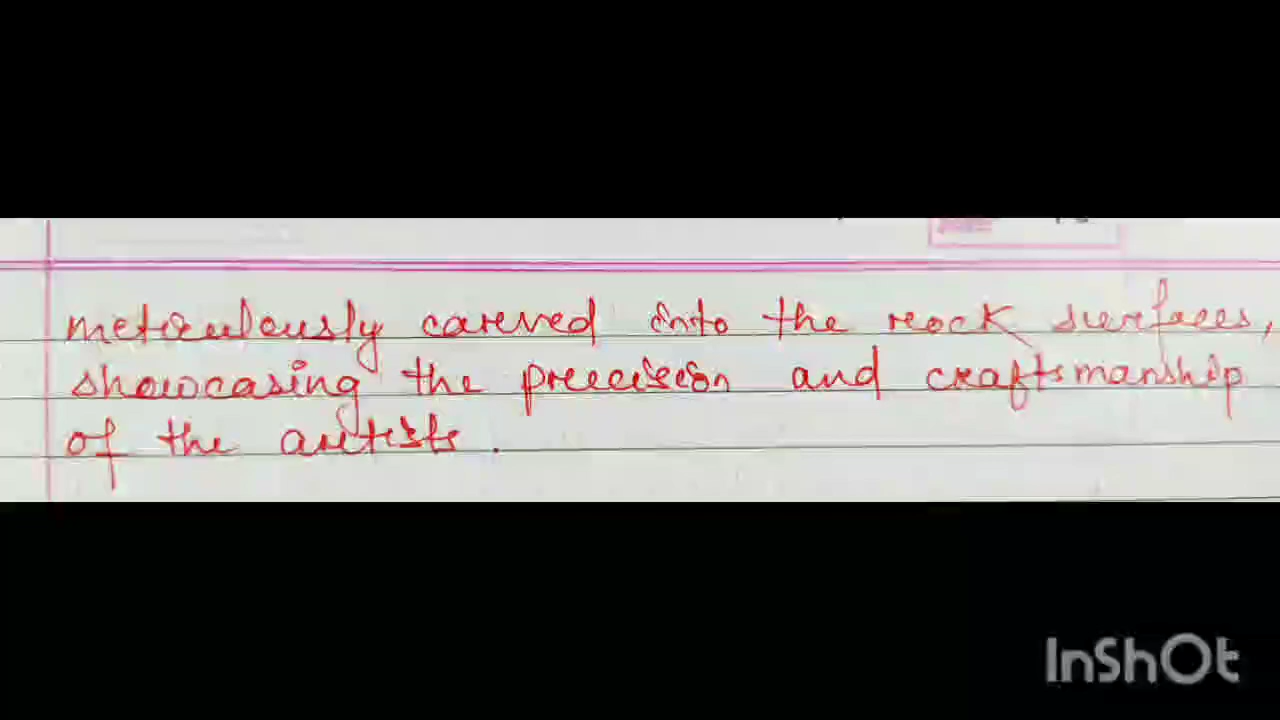 meticulously carved into the rock surfaces,
showcasing the precision and craftsmanship
of the artists.
InShOt